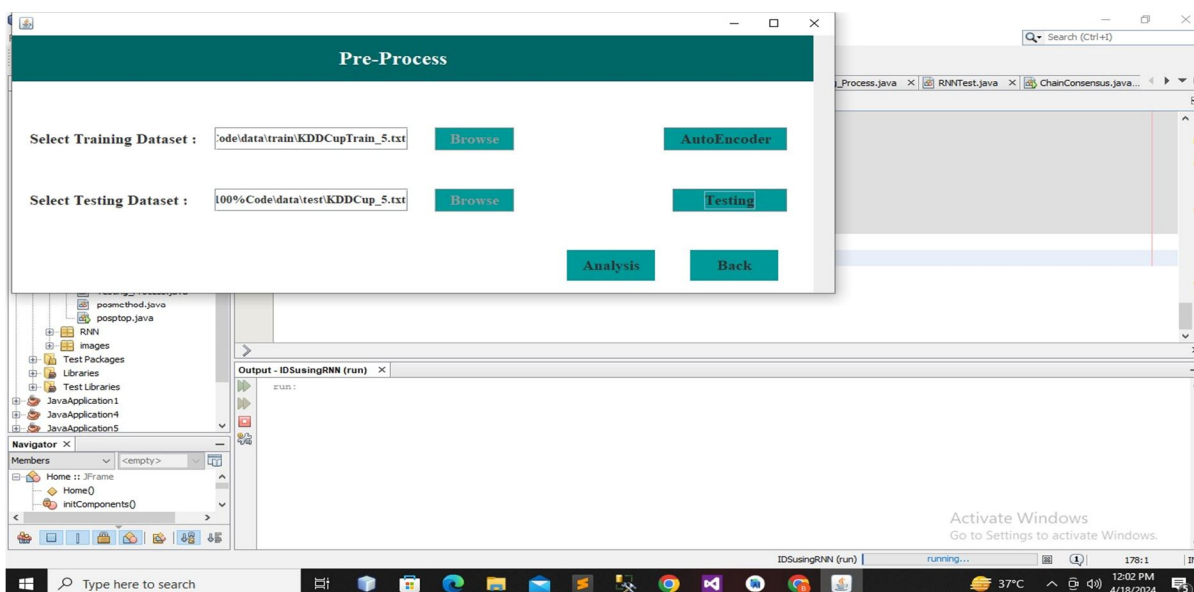 Pre-Process
Search (Ctrl+I)
_Process.java
RNNTest.java
ChainConsensus.java...
Select Training Dataset :
Code\data\train\KDDCupTrain_5.txt
Browse
AutoEncoder
Select Testing Dataset :
100%Code\data\test\KDDCup_5.txt
Browse
Testing
Analysis
Back
posmethod.java
posptop.java
RNN
images
Test Packages
Libraries
Test Libraries
JavaApplication1
JavaApplication4
JavaApplication5
Output - IDSusingRNN (run)
run:
Navigator
Members
<empty>
Home :: JFrame
Home()
initComponents()
Activate Windows
Go to Settings to activate Windows.
IDSusingRNN (run)
running...
178:1
Type here to search
37°C
12:02 PM
4/18/2024